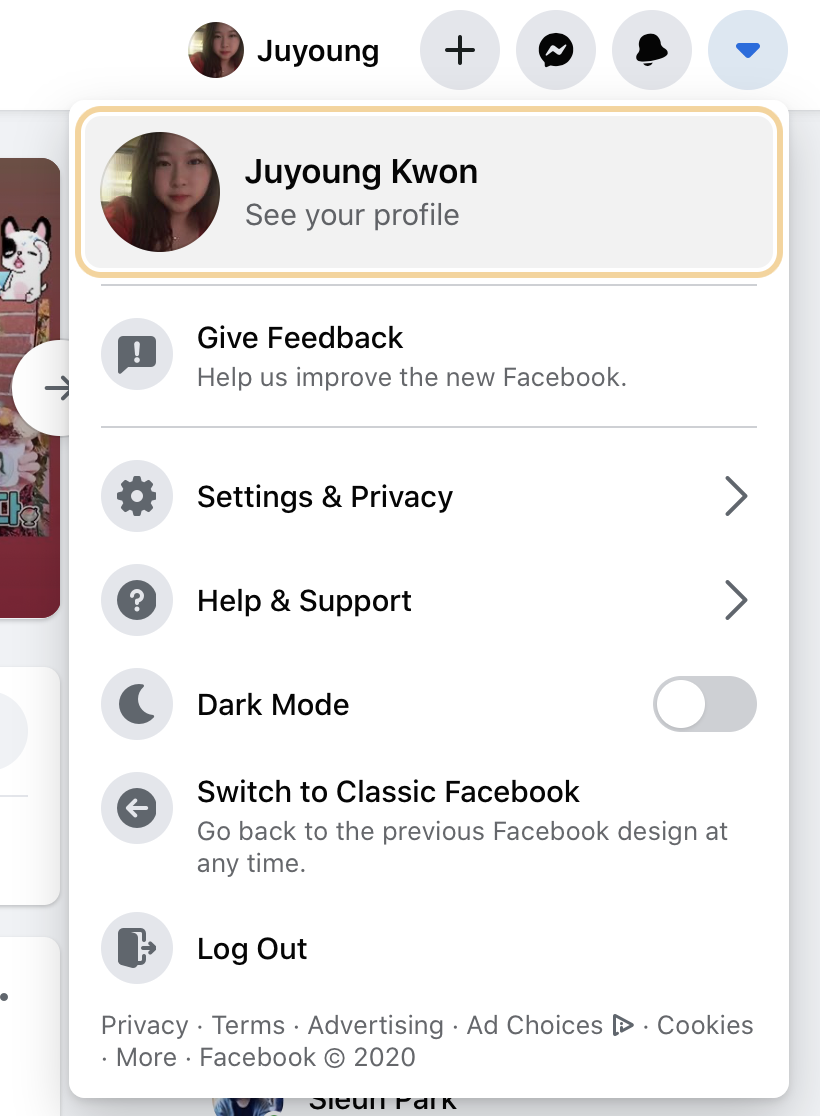 Juyoung
Juyoung Kwon
See your profile
Give Feedback
Help us improve the new Facebook.
Settings & Privacy
Help & Support
Dark Mode
Switch to Classic Facebook
Go back to the previous Facebook design at
any time.
Log Out
Privacy · Terms · Advertising · Ad Choices · Cookies
· More · Facebook © 2020
다
Sieun Park